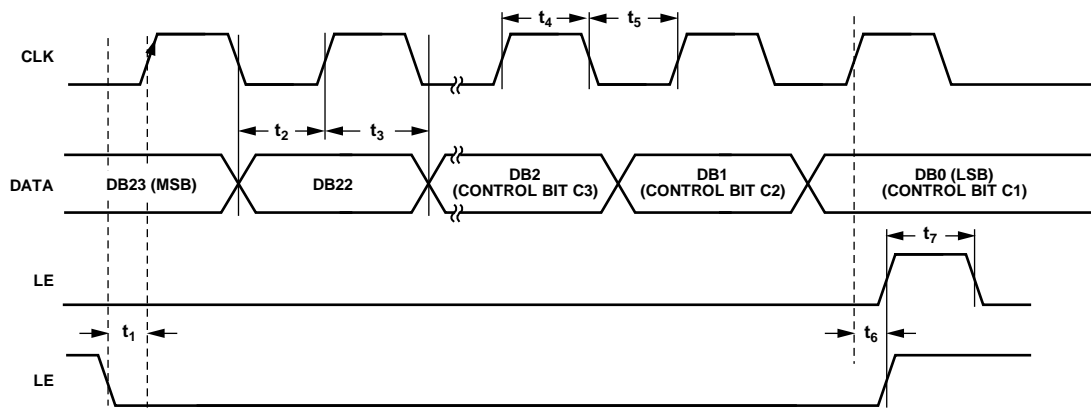 t4 t5
CLK
t2 t3
DATA
DB23 (MSB) DB22 DB2
(CONTROL BIT C3) DB1
(CONTROL BIT C2) DB0 (LSB)
(CONTROL BIT C1)
t7
LE
t1 t6
LE